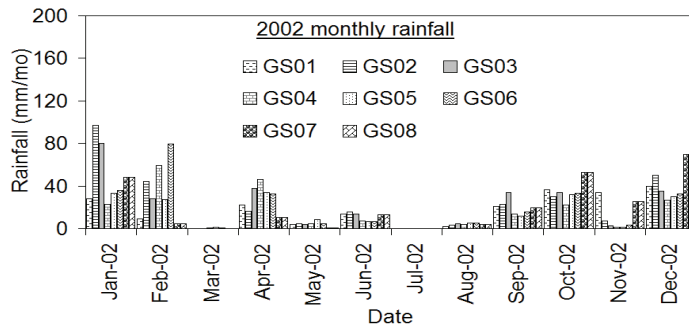 2002 monthly rainfall
GS01 GS02 GS03
GS04 GS05 GS06
GS07 GS08
Rainfall (mm/mo)
200
160
120
80
40
0
Jan-02 Feb-02 Mar-02 Apr-02 May-02 Jun-02 Jul-02 Aug-02 Sep-02 Oct-02 Nov-02 Dec-02
Date